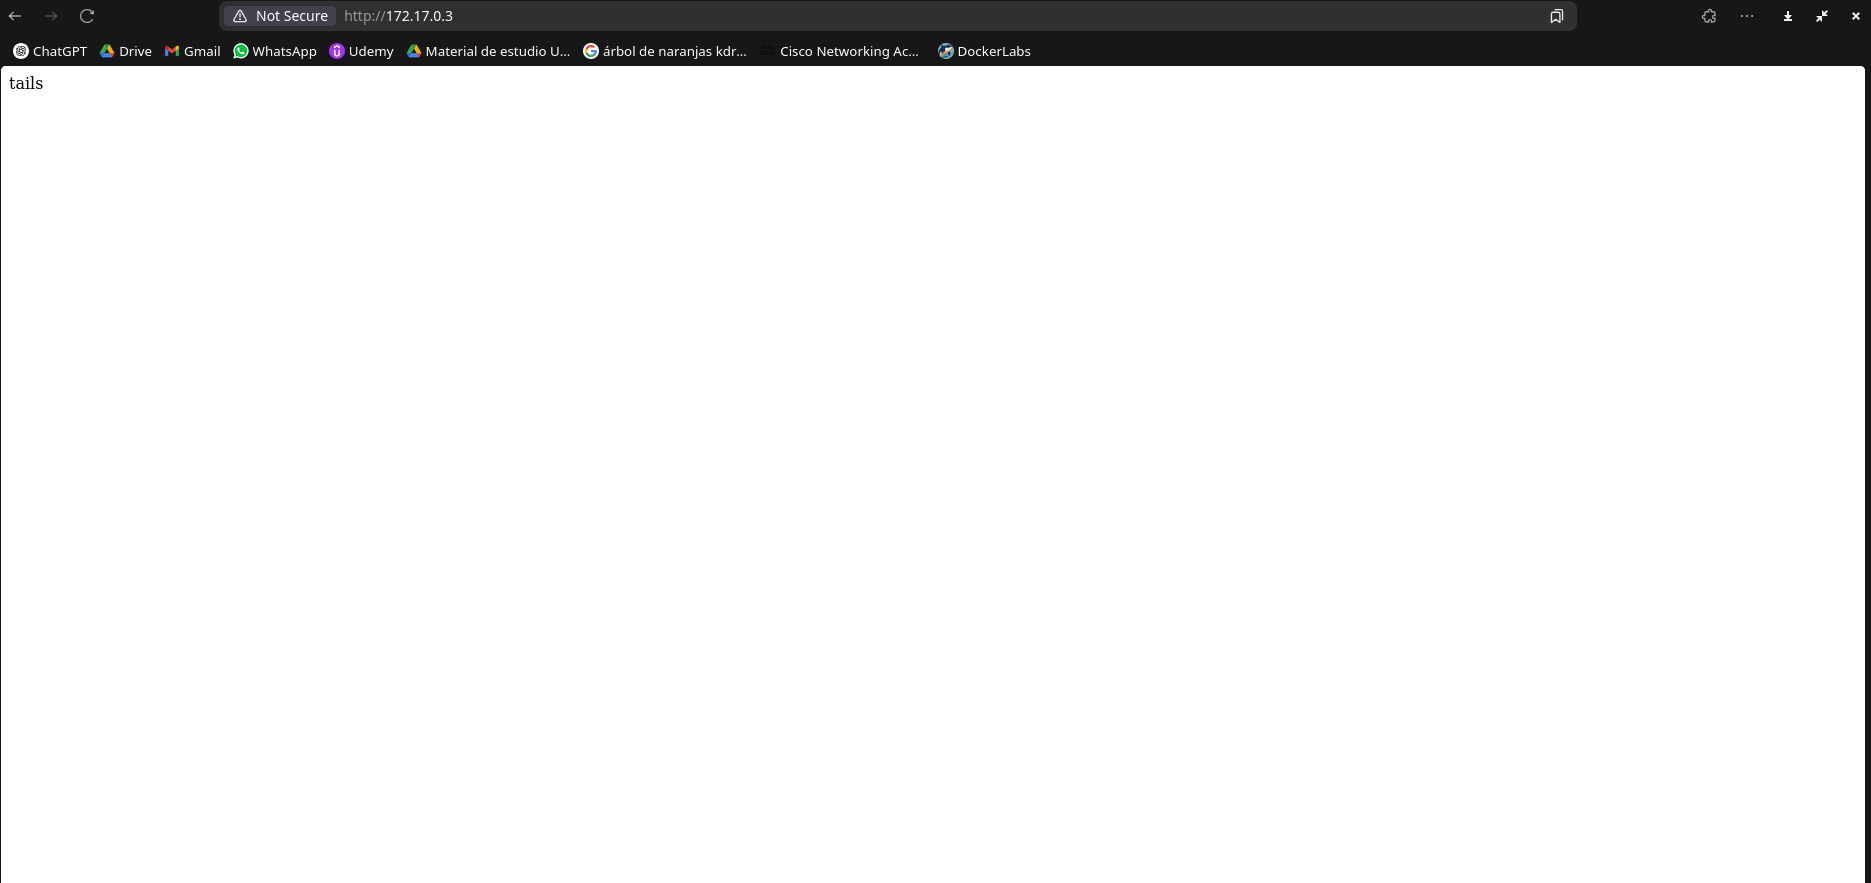 Not Secure http://172.17.0.3
ChatGPT Drive Gmail WhatsApp Udemy Material de estudio U... árbol de naranjas kdr... Cisco Networking Ac... DockerLabs
tails